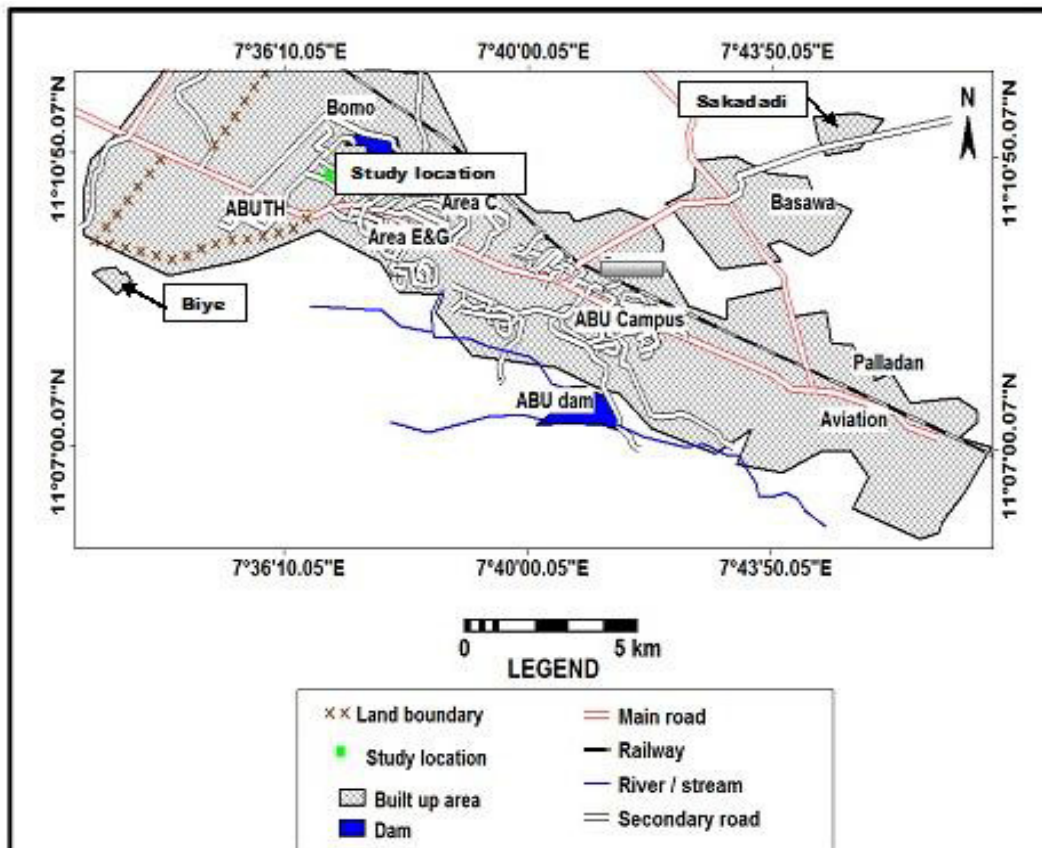 7°36'10.05"E 7°40'00.05"E 7°43'50.05"E
11°10'50.07"N
11°10'50.07"N
Bomo
Sakadadi
N
Study location
ABUTH
Area C
Basawa
Area E&G
Biye
ABU Campus
Palladan
ABU dam
Aviation
11°07'00.07"N
11°07'00.07"N
7°36'10.05"E 7°40'00.05"E 7°43'50.05"E
0 5 km
LEGEND
Land boundary
Study location
Built up area
Dam
Main road
Railway
River / stream
Secondary road